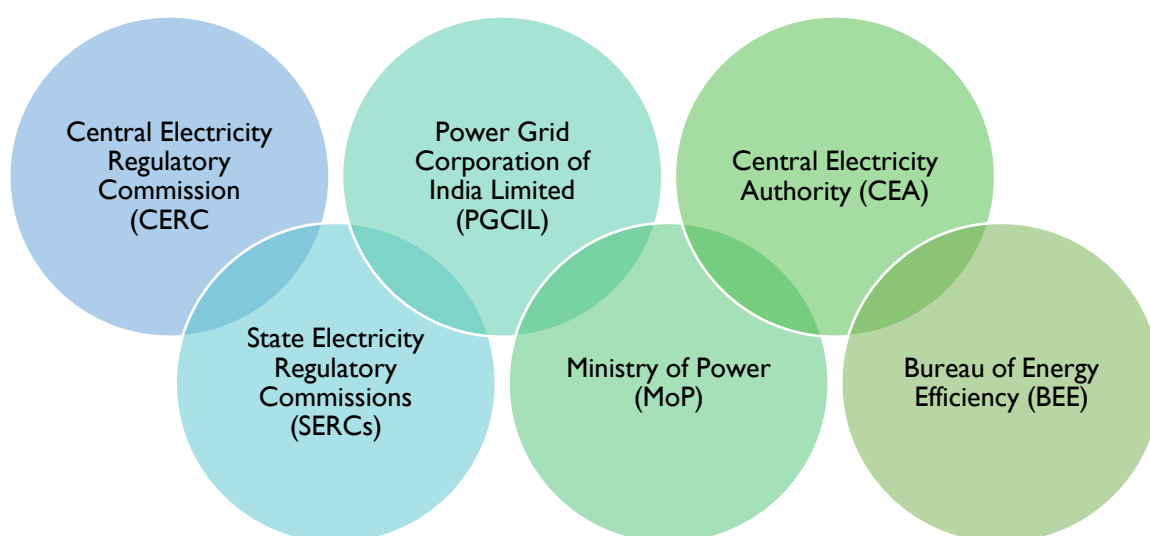 Central Electricity
Regulatory
Commission
(CERC
Power Grid
Corporation of
India Limited
(PGCIL)
Central Electricity
Authority (CEA)
State Electricity
Regulatory
Commissions
(SERCs)
Ministry of Power
(MoP)
Bureau of Energy
Efficiency (BEE)